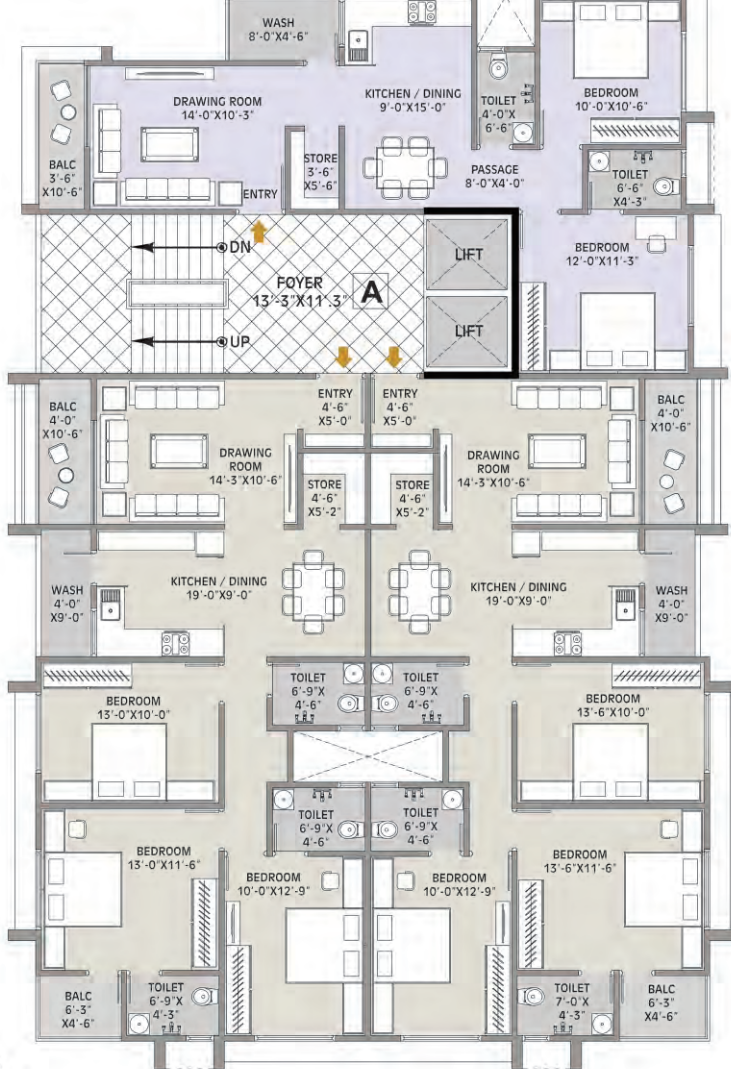 WASH
8'-0"X4'-6"
DRAWING ROOM
14'-0"X10'-3"
KITCHEN / DINING
9'-0"X15'-0"
TOILET
4'-0"X
6'-6"
BEDROOM
10'-0"X10'-6"
BALC
3'-6"
X10'-6"
STORE
3'-6"
X5'-6"
ENTRY
PASSAGE
8'-0"X4'-0"
TOILET
6'-6"
X4'-3"
DN
FOYER
13'-3"X11'.3"
A
UP
LIFT
LIFT
BEDROOM
12'-0"X11'-3"
BALC
4'-0"
X10'-6"
ENTRY
4'-6"
X5'-0"
ENTRY
4'-6"
X5'-0"
BALC
4'-0"
X10'-6"
DRAWING
ROOM
14'-3"X10'-6"
DRAWING
ROOM
14'-3"X10'-6"
STORE
4'-6"
X5'-2"
STORE
4'-6"
X5'-2"
WASH
4'-0"
X9'-0"
KITCHEN / DINING
19'-0"X9'-0"
KITCHEN / DINING
19'-0"X9'-0"
WASH
4'-0"
X9'-0"
BEDROOM
13'-0"X10'-0"
TOILET
6'-9"X
4'-6"
TOILET
6'-9"X
4'-6"
BEDROOM
13'-6"X10'-0"
TOILET
6'-9"X
4'-6"
TOILET
6'-9"X
4'-6"
BEDROOM
13'-0"X11'-6"
BEDROOM
10'-0"X12'-9"
BEDROOM
10'-0"X12'-9"
BEDROOM
13'-6"X11'-6"
BALC
6'-3"
X4'-6"
TOILET
6'-9"X
4'-3"
TOILET
7'-0"X
4'-3"
BALC
6'-3"
X4'-6"